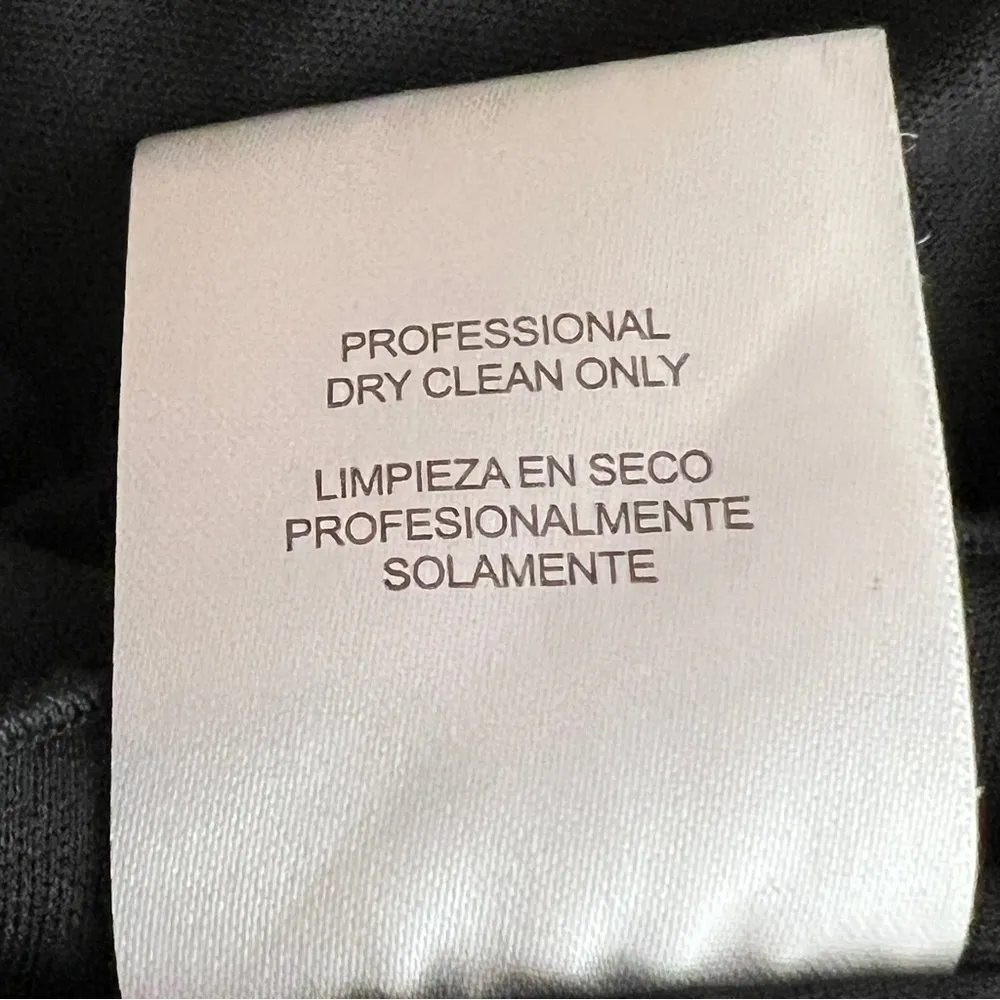 PROFESSIONAL
DRY CLEAN ONLY
LIMPIEZA EN SECO
PROFESIONALMENTE
SOLAMENTE